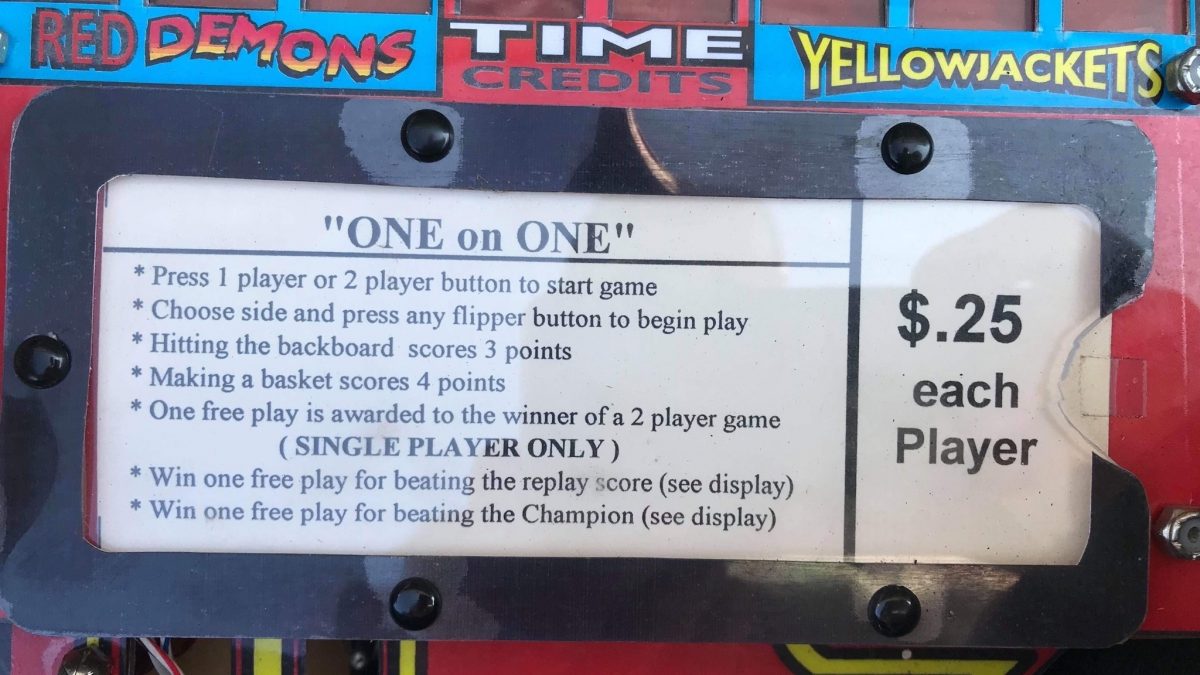 RED DEMONS TIME CREDITS YELLOWJACKETS
"ONE on ONE"
* Press 1 player or 2 player button to start game
* Choose side and press any flipper button to begin play
* Hitting the backboard scores 3 points
* Making a basket scores 4 points
* One free play is awarded to the winner of a 2 player game
( SINGLE PLAYER ONLY )
* Win one free play for beating the replay score (see display)
* Win one free play for beating the Champion (see display)
$.25
each
Player